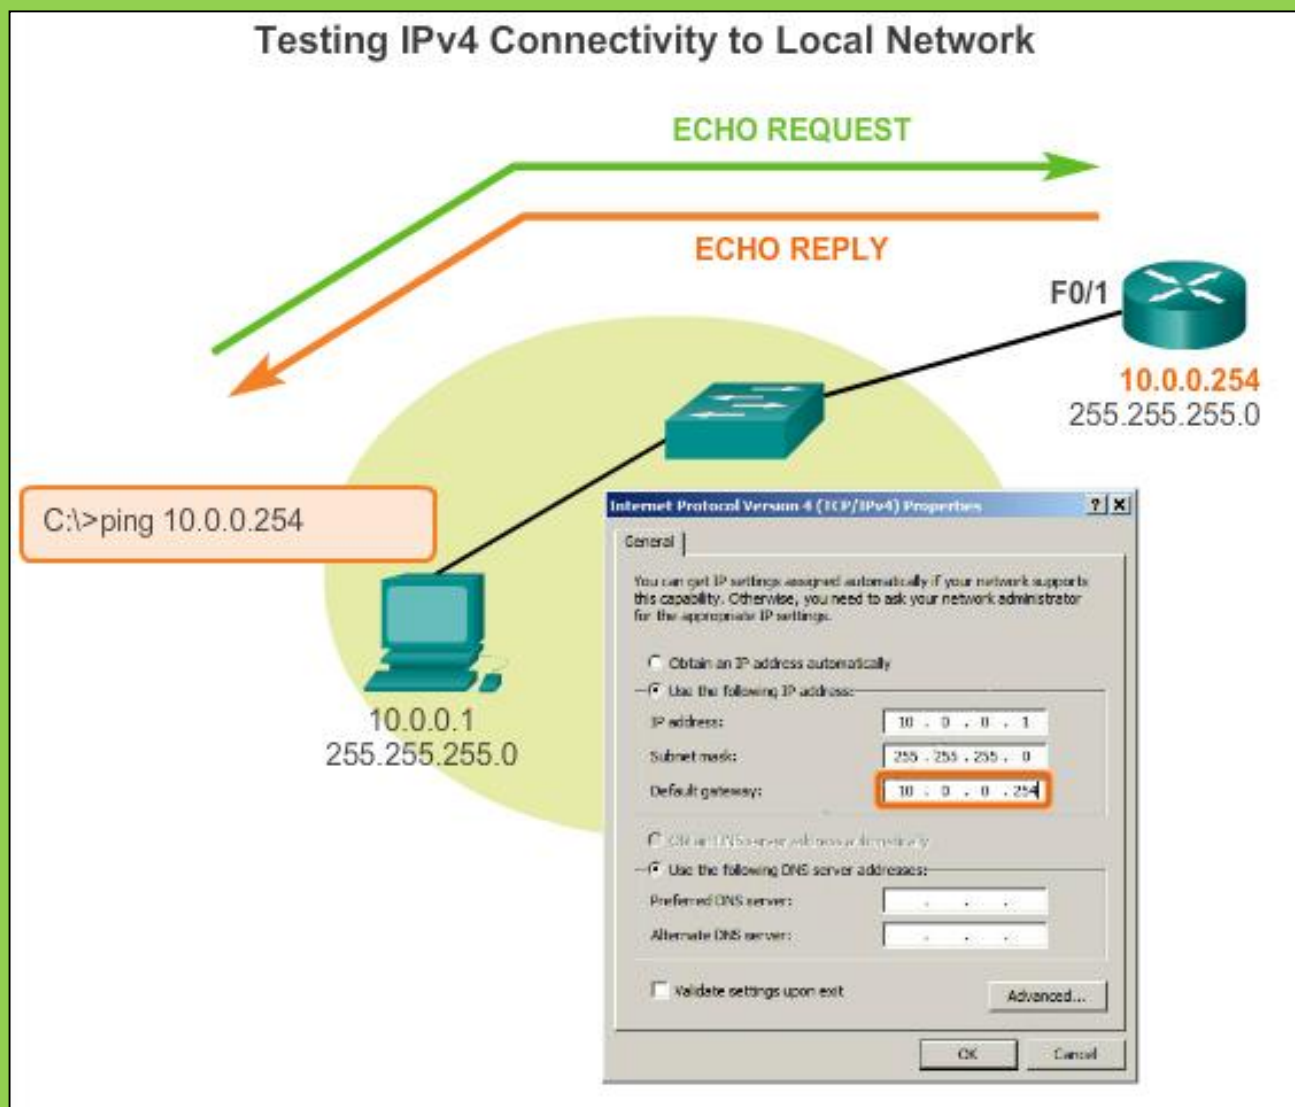 Testing IPv4 Connectivity to Local Network
ECHO REQUEST
ECHO REPLY
F0/1
10.0.0.254
255.255.255.0
C:\>ping 10.0.0.254
10.0.0.1
255.255.255.0
Internet Protocol Version 4 (TCP/IPv4) Properties
General
You can get IP settings assigned automatically if your network supports
this capability. Otherwise, you need to ask your network administrator
for the appropriate IP settings.
Obtain an IP address automatically
Use the following IP address:
IP address: 10 . 0 . 0 . 1
Subnet mask: 255 . 255 . 255 . 0
Default gateway: 10 . 0 . 0 . 254
Obtain DNS server address automatically
Use the following DNS server addresses:
Preferred DNS server: . . .
Alternate DNS server: . . .
Validate settings upon exit
Advanced...
OK Cancel